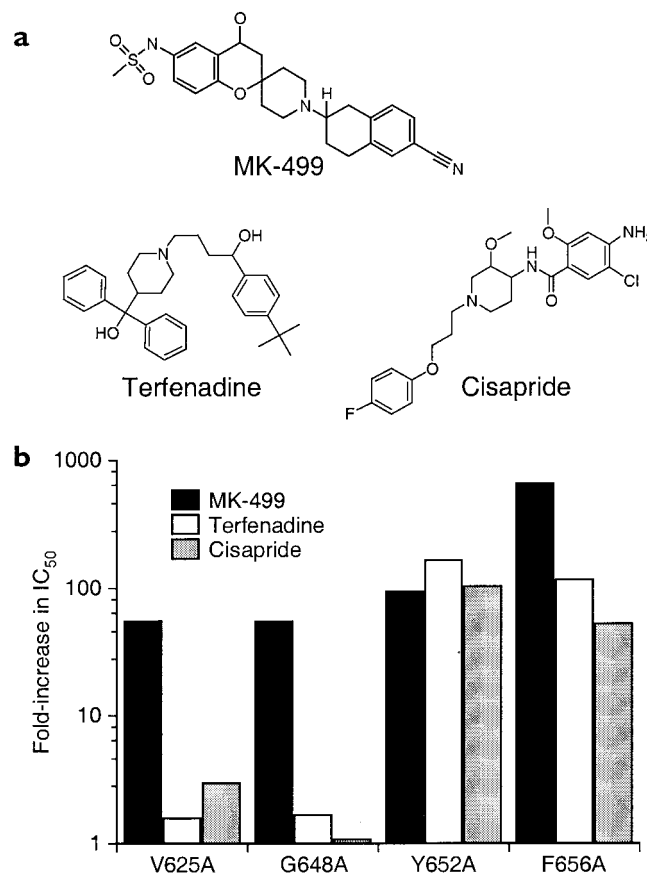 a
O
H
N
S
O
O
O
N
H
N
MK-499
N
OH
HO
Terfenadine
O
O
NH₂
H
N
Cl
O
N
O
F
Cisapride
b
1000
MK-499
Terfenadine
Cisapride
100
10
1
Fold-increase in IC₅₀
V625A G648A Y652A F656A